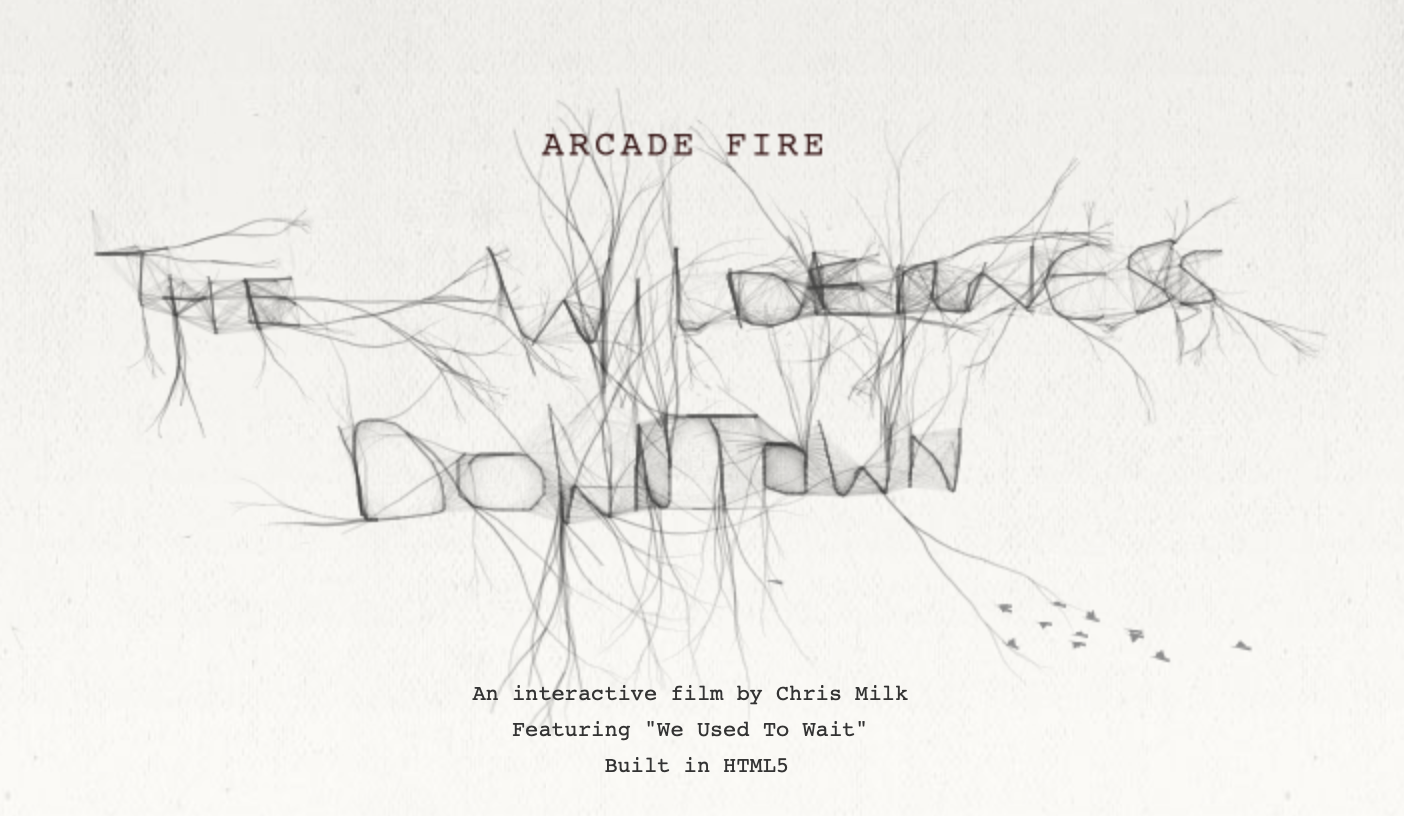 ARCADE FIRE
THE WILDERNESS
DOWNTOWN
An interactive film by Chris Milk
Featuring "We Used To Wait"
Built in HTML5